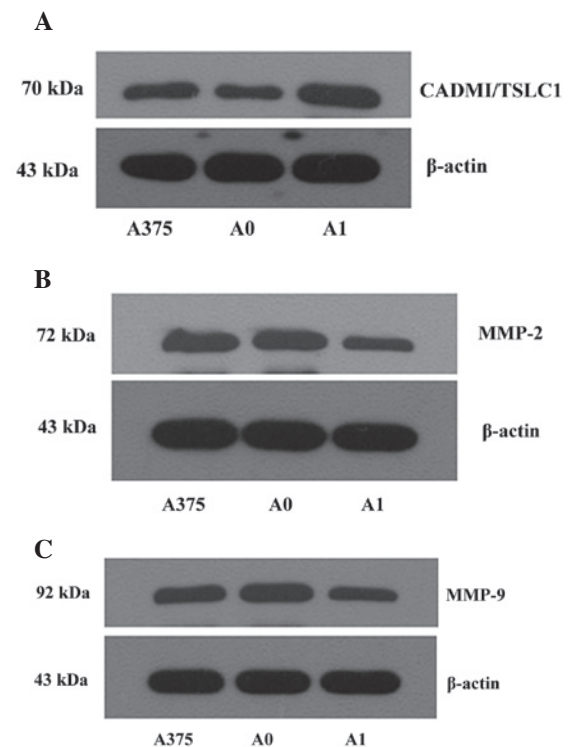 A
70 kDa CADMI/TSLC1
43 kDa β-actin
A375 A0 A1
B
72 kDa MMP-2
43 kDa β-actin
A375 A0 A1
C
92 kDa MMP-9
43 kDa β-actin
A375 A0 A1